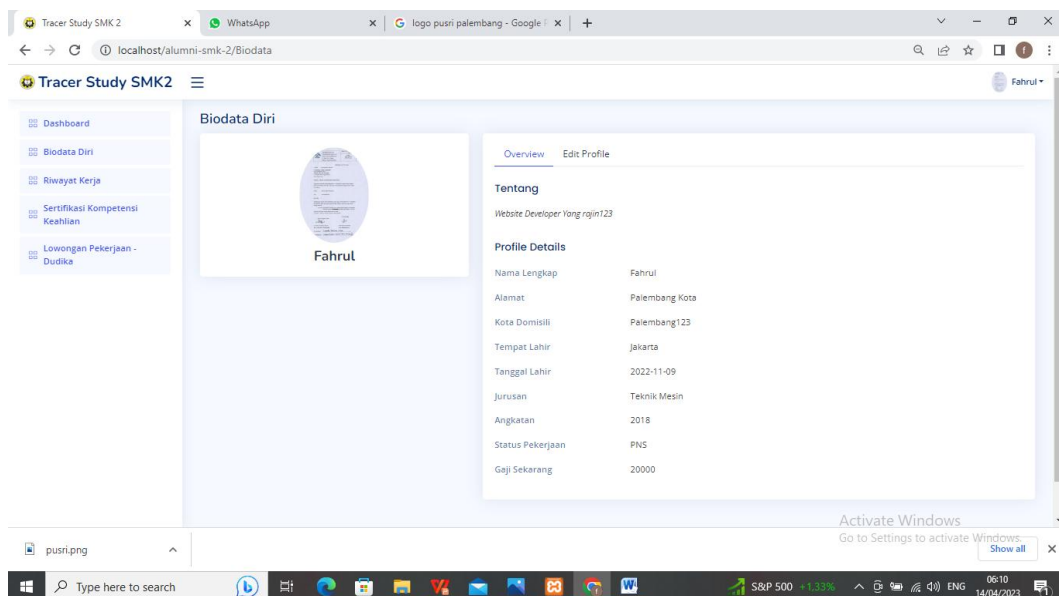 Tracer Study SMK 2
WhatsApp
logo pusri palembang - Google
localhost/alumni-smk-2/Biodata
f
Tracer Study SMK2
Fahrul
Dashboard
Biodata Diri
Riwayat Kerja
Sertifikasi Kompetensi
Keahlian
Lowongan Pekerjaan -
Dudika
Biodata Diri
Fahrul
Overview Edit Profile
Tentang
Website Developer Yang rajin123
Profile Details
Nama Lengkap Fahrul
Alamat Palembang Kota
Kota Domisili Palembang123
Tempat Lahir Jakarta
Tanggal Lahir 2022-11-09
Jurusan Teknik Mesin
Angkatan 2018
Status Pekerjaan PNS
Gaji Sekarang 20000
Activate Windows
Go to Settings to activate Windows.
pusri.png
Show all
Type here to search
S&P 500 +1.33%
ENG
06:10
14/04/2023